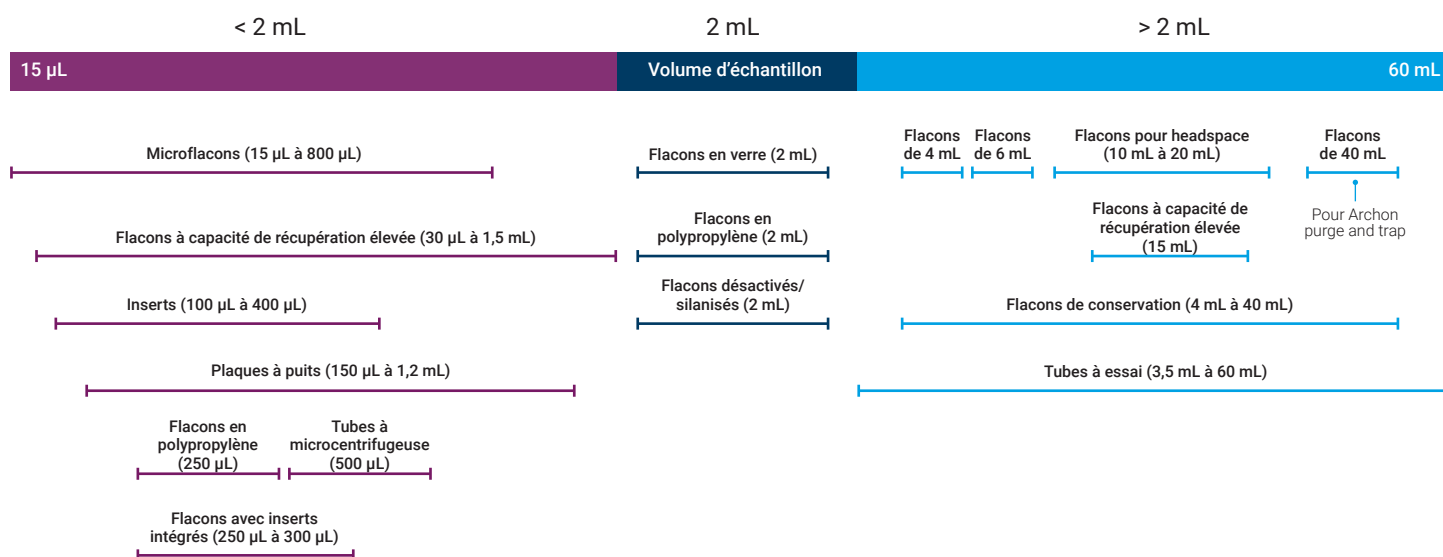 < 2 mL
2 mL
> 2 mL
15 µL
Volume d’échantillon
60 mL
Microflacons (15 µL à 800 µL)
Flacons en verre (2 mL)
Flacons
de 4 mL
Flacons
de 6 mL
Flacons pour headspace
(10 mL à 20 mL)
Flacons
de 40 mL
Pour Archon
purge and trap
Flacons à capacité de récupération élevée (30 µL à 1,5 mL)
Flacons en
polypropylène (2 mL)
Flacons à capacité de
récupération élevée
(15 mL)
Inserts (100 µL à 400 µL)
Flacons désactivés/
silanisés (2 mL)
Flacons de conservation (4 mL à 40 mL)
Plaques à puits (150 µL à 1,2 mL)
Tubes à essai (3,5 mL à 60 mL)
Flacons en
polypropylène
(250 µL)
Tubes à
microcentrifugeuse
(500 µL)
Flacons avec inserts
intégrés (250 µL à 300 µL)